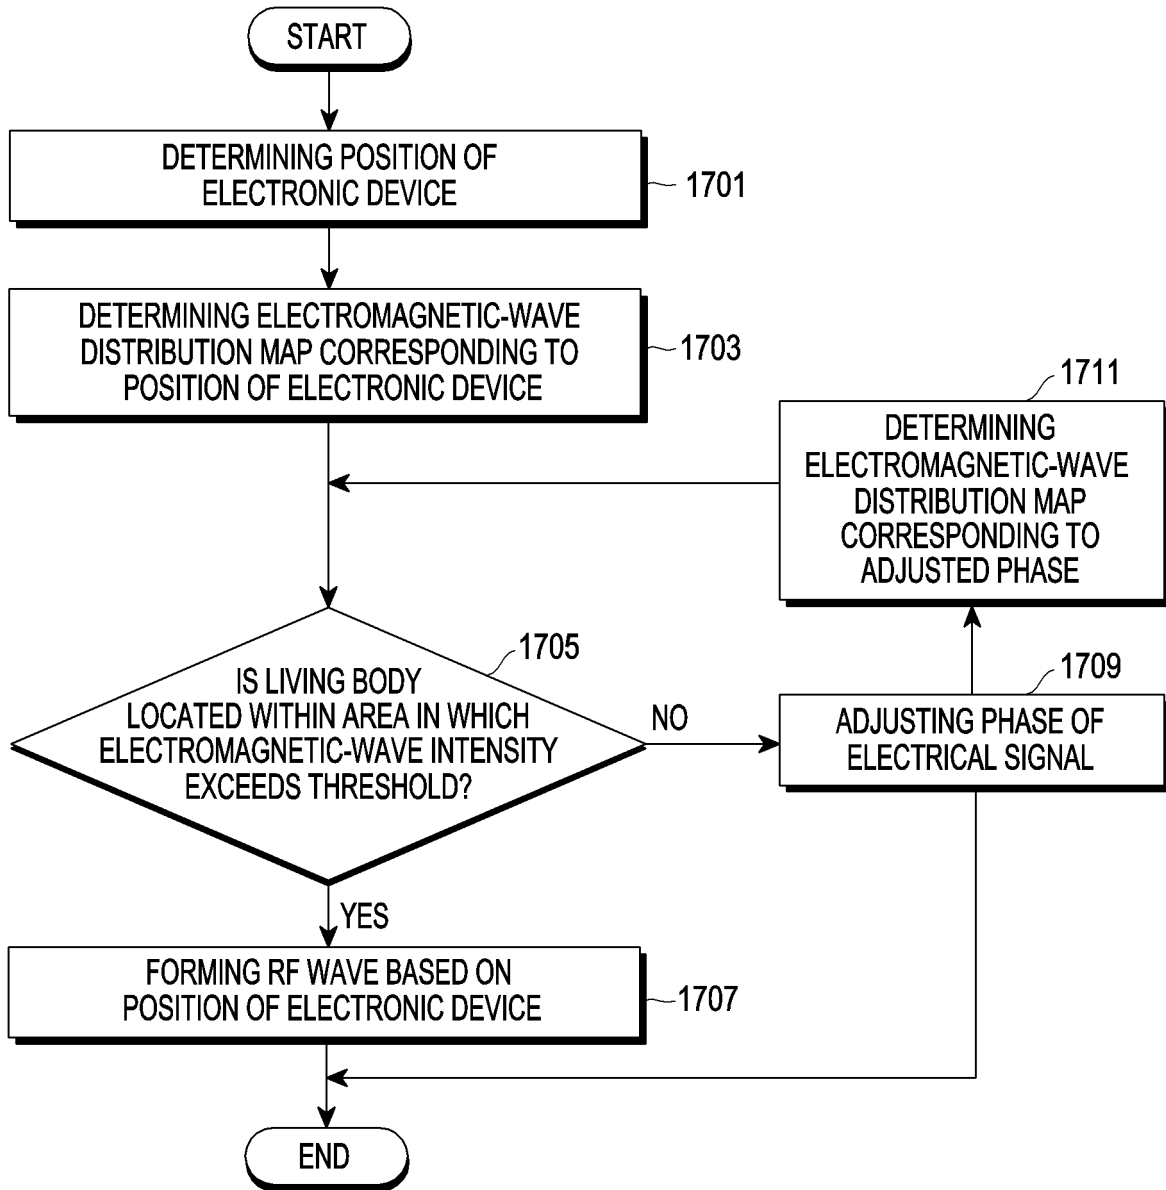 START
DETERMINING POSITION OF
ELECTRONIC DEVICE
1701
DETERMINING ELECTROMAGNETIC-WAVE
DISTRIBUTION MAP CORRESPONDING TO
POSITION OF ELECTRONIC DEVICE
1703
1711
DETERMINING
ELECTROMAGNETIC-WAVE
DISTRIBUTION MAP
CORRESPONDING TO
ADJUSTED PHASE
1705
IS LIVING BODY
LOCATED WITHIN AREA IN WHICH
ELECTROMAGNETIC-WAVE INTENSITY
EXCEEDS THRESHOLD?
NO
1709
ADJUSTING PHASE OF
ELECTRICAL SIGNAL
YES
FORMING RF WAVE BASED ON
POSITION OF ELECTRONIC DEVICE
1707
END